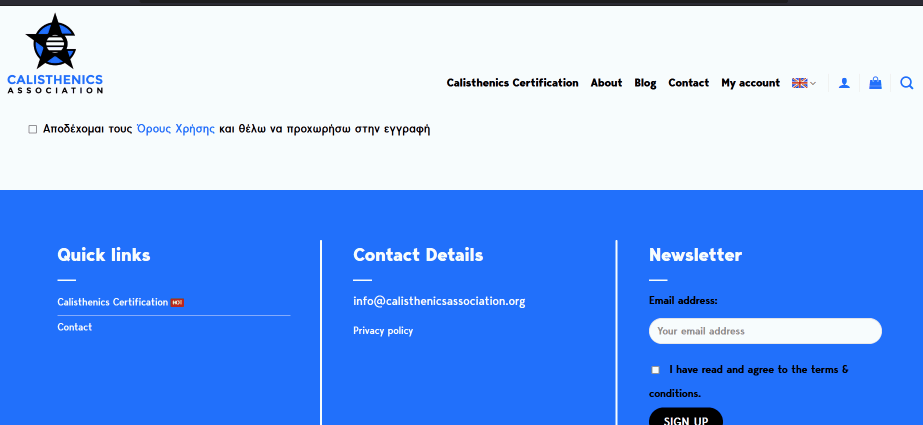 CALISTHENICS
ASSOCIATION
Calisthenics Certification About Blog Contact My account
Αποδέχομαι τους Όρους Χρήσης και θέλω να προχωρήσω στην εγγραφή
Quick links
Calisthenics Certification HOT
Contact
Contact Details
info@calisthenicsassociation.org
Privacy policy
Newsletter
Email address:
Your email address
I have read and agree to the terms &
conditions.
SIGN UP